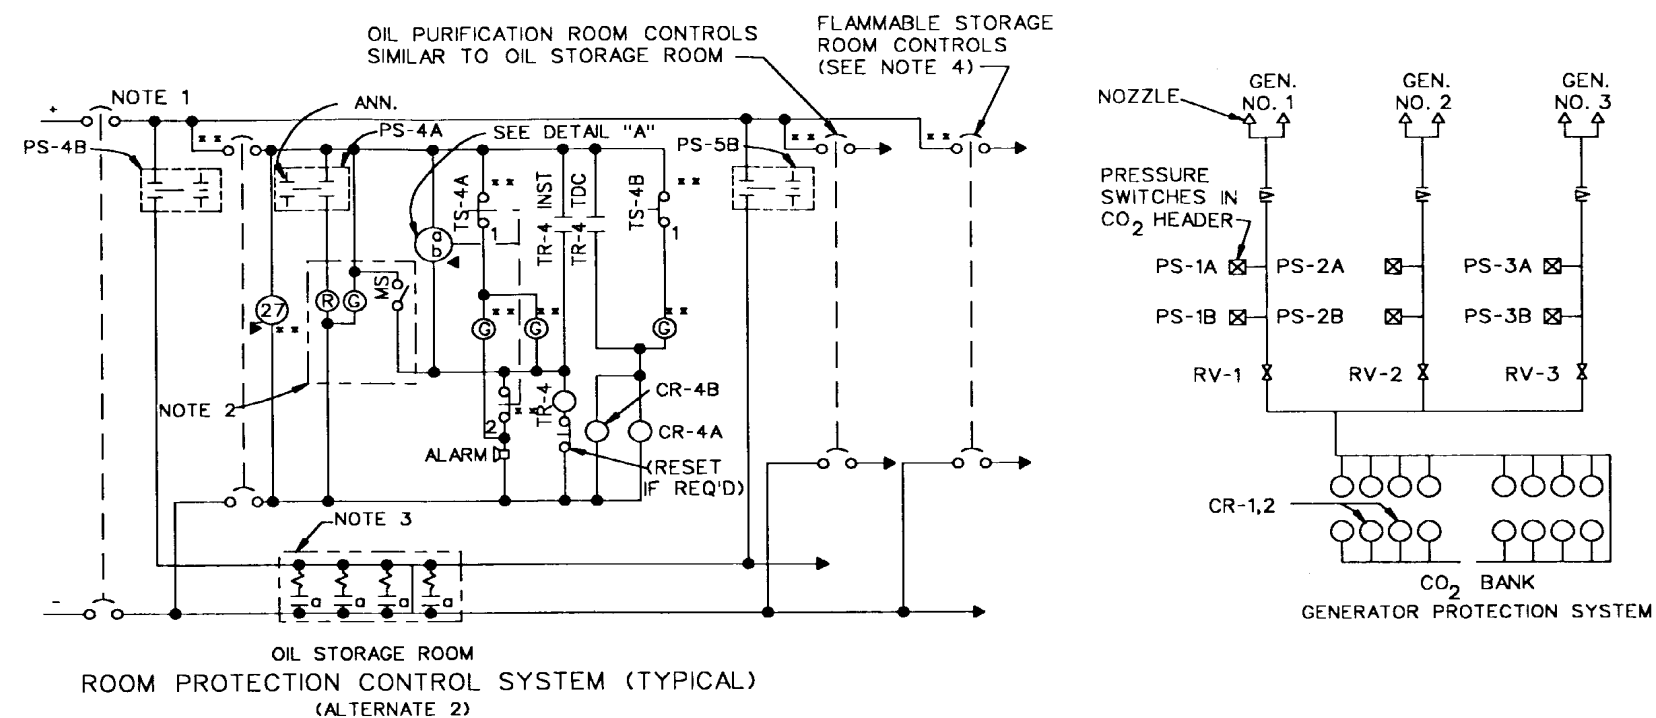 OIL PURIFICATION ROOM CONTROLS
SIMILAR TO OIL STORAGE ROOM
FLAMMABLE STORAGE
ROOM CONTROLS
(SEE NOTE 4)
+
NOTE 1
ANN.
PS-4A
SEE DETAIL "A"
PS-4B
PS-5B
**
**
**
TS-4A
**
1
TR-4 INST
TR-4 TDC
TS-4B
**
1
a
b
27
**
R
G
MS
G
**
G
**
G
**
NOTE 2
2
**
TR-4
CR-4B
CR-4A
ALARM
(RESET
IF REQ'D)
NOTE 3
a
a
a
a
-
OIL STORAGE ROOM
ROOM PROTECTION CONTROL SYSTEM (TYPICAL)
(ALTERNATE 2)
GEN.
NO. 1
GEN.
NO. 2
GEN.
NO. 3
NOZZLE
PRESSURE
SWITCHES IN
CO2 HEADER
PS-1A
PS-2A
PS-3A
PS-1B
PS-2B
PS-3B
RV-1
RV-2
RV-3
CR-1,2
CO2 BANK
GENERATOR PROTECTION SYSTEM